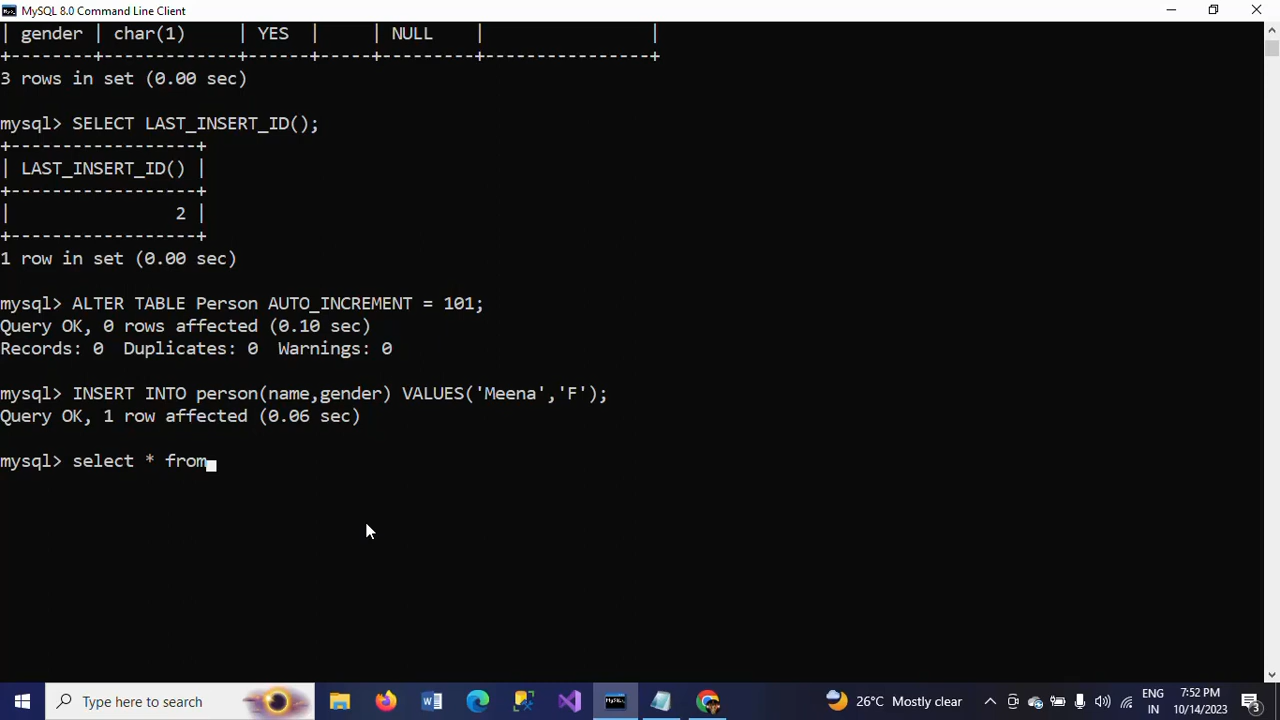 MySQL 8.0 Command Line Client
| gender | char(1)     | YES  |     | NULL    |                |
+--------+-------------+------+-----+---------+----------------+
3 rows in set (0.00 sec)
mysql> SELECT LAST_INSERT_ID();
+------------------+
| LAST_INSERT_ID() |
+------------------+
|                2 |
+------------------+
1 row in set (0.00 sec)
mysql> ALTER TABLE Person AUTO_INCREMENT = 101;
Query OK, 0 rows affected (0.10 sec)
Records: 0  Duplicates: 0  Warnings: 0
mysql> INSERT INTO person(name,gender) VALUES('Meena','F');
Query OK, 1 row affected (0.06 sec)
mysql> select * from
Type here to search
MySQL
26°C Mostly clear
ENG
IN
7:52 PM
10/14/2023
3